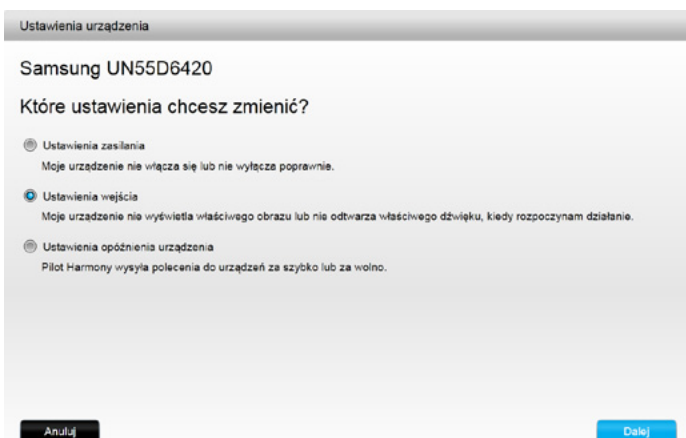 Ustawienia urządzenia
Samsung UN55D6420
Które ustawienia chcesz zmienić?
Ustawienia zasilania
Moje urządzenie nie włącza się lub nie wyłącza poprawnie.
Ustawienia wejścia
Moje urządzenie nie wyświetla właściwego obrazu lub nie odtwarza właściwego dźwięku, kiedy rozpoczynam działanie.
Ustawienia opóźnienia urządzenia
Pilot Harmony wysyła polecenia do urządzeń za szybko lub za wolno.
Anuluj Dalej